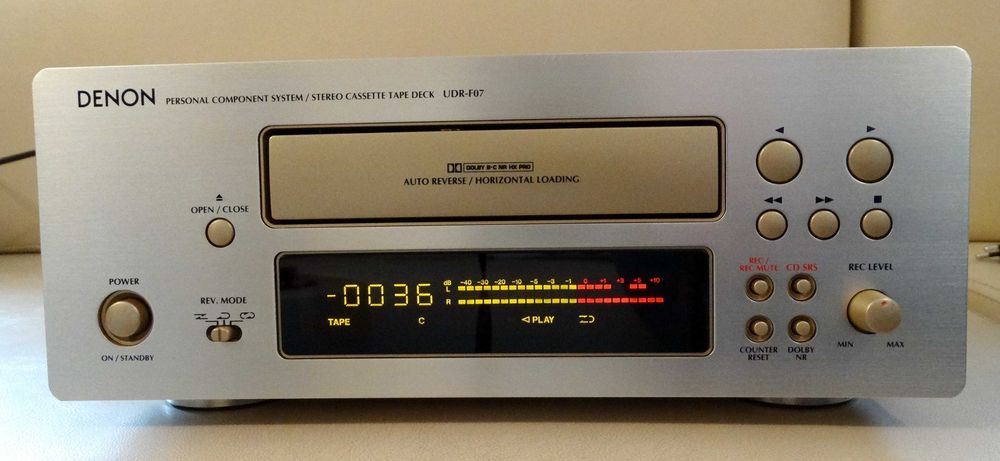 DENON PERSONAL COMPONENT SYSTEM / STEREO CASSETTE TAPE DECK UDR-F07
DOLBY B-C NR HX PRO
AUTO REVERSE / HORIZONTAL LOADING
OPEN / CLOSE
POWER
ON / STANDBY
REV. MODE
-0036
dB -40 -30 -20 -10 -5 -3 -1 0 +1 +3 +5 +10
L
R
TAPE C PLAY
REC /
REC MUTE
CD SRS
REC LEVEL
COUNTER
RESET
DOLBY
NR
MIN MAX